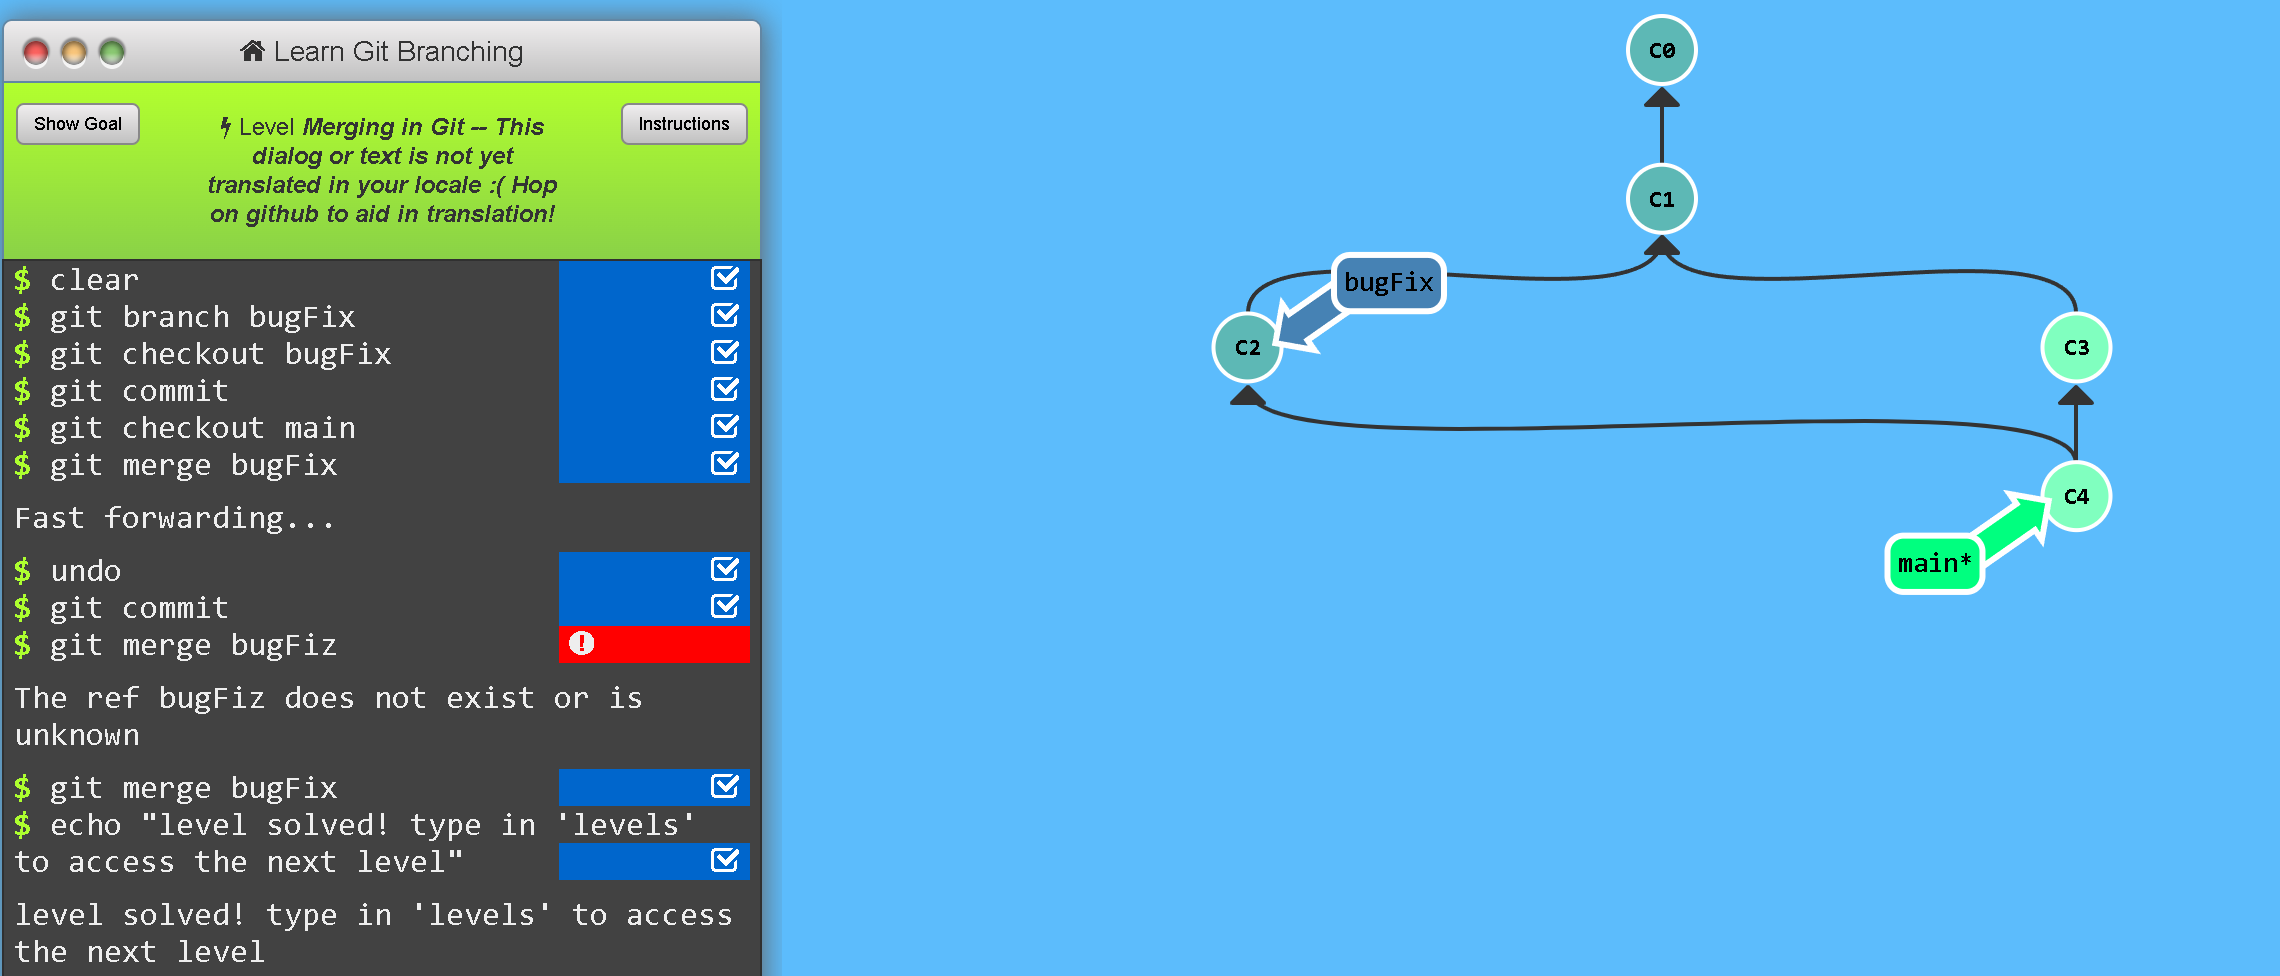 Learn Git Branching
Show Goal
Level Merging in Git -- This
dialog or text is not yet
translated in your locale :( Hop
on github to aid in translation!
Instructions
$ clear
$ git branch bugFix
$ git checkout bugFix
$ git commit
$ git checkout main
$ git merge bugFix
Fast forwarding...
$ undo
$ git commit
$ git merge bugFiz
The ref bugFiz does not exist or is
unknown
$ git merge bugFix
$ echo "level solved! type in 'levels'
to access the next level"
level solved! type in 'levels' to access
the next level
C0
C1
bugFix
C2
C3
C4
main*